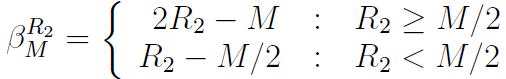 β_M^{R_2} = { 2R_2 − M : R_2 ≥ M/2
R_2 − M/2 : R_2 < M/2